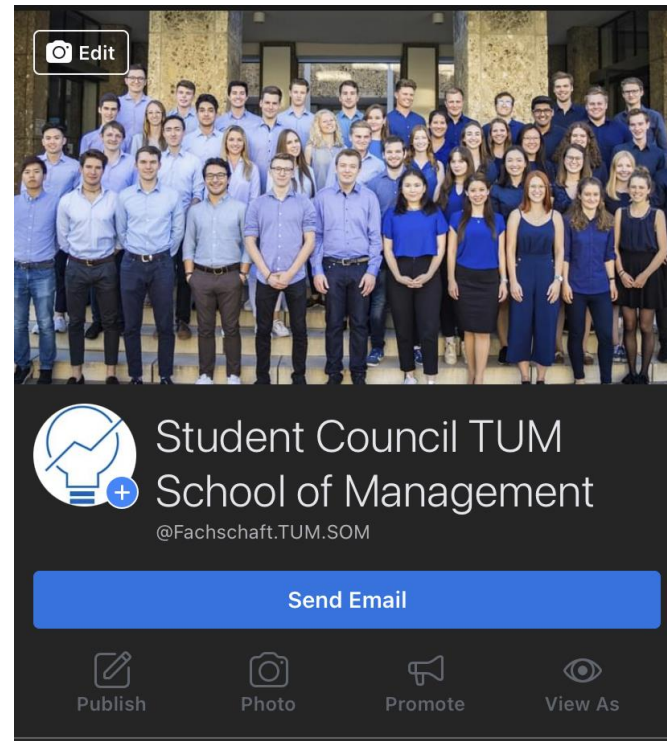 Edit
Student Council TUM
School of Management
@Fachschaft.TUM.SOM
Send Email
Publish
Photo
Promote
View As